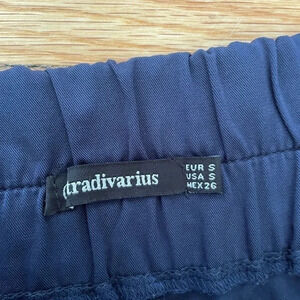 tradivarius
EUR S
USA S
MEX 26